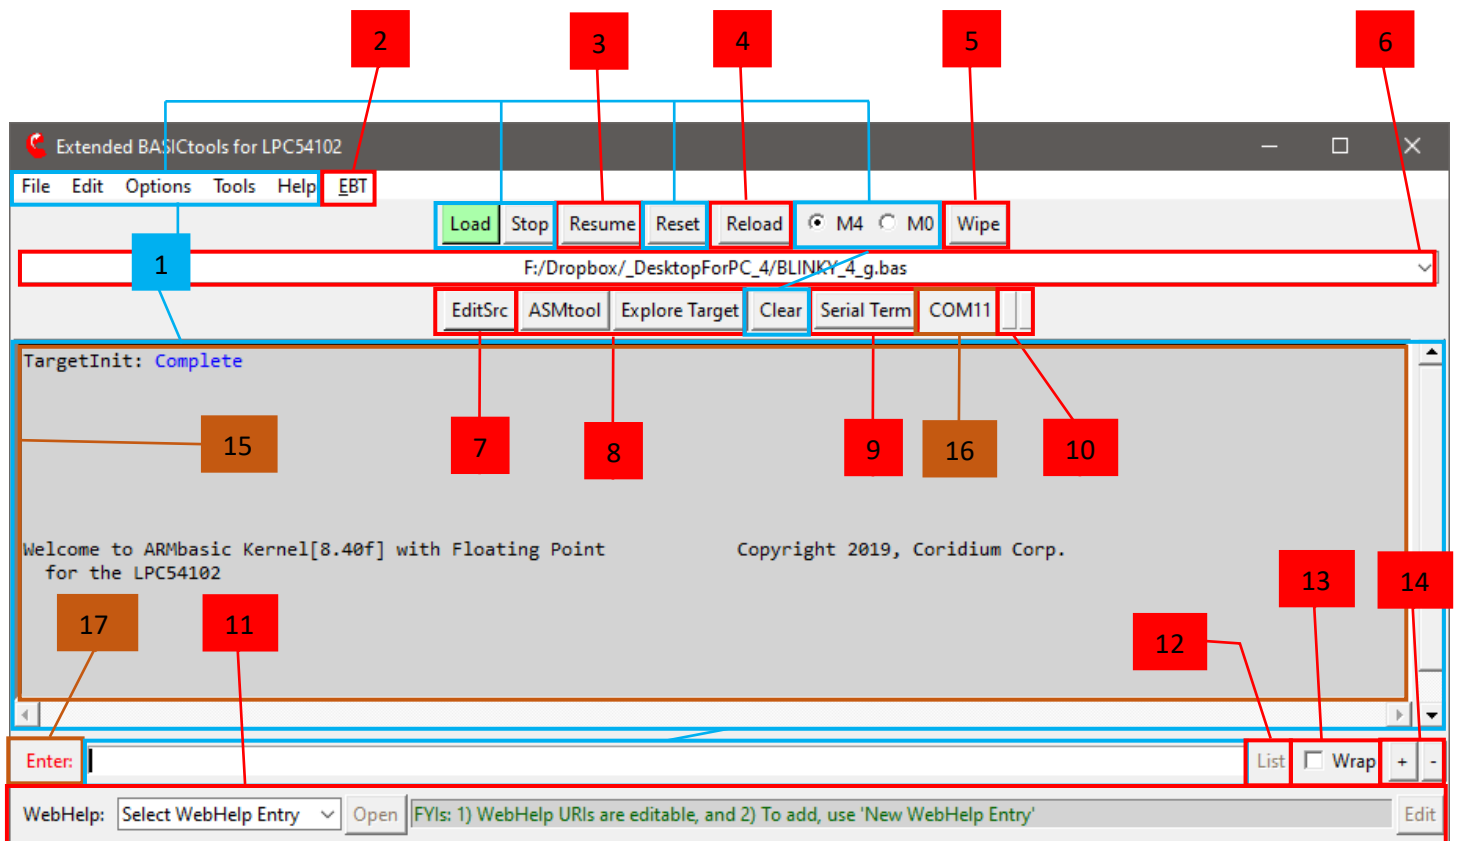 2 3 4 5 6
Extended BASICtools for LPC54102
File Edit Options Tools Help EBT
Load Stop Resume Reset Reload M4 M0 Wipe
1
F:/Dropbox/_DesktopForPC_4/BLINKY_4_g.bas
EditSrc ASMtool Explore Target Clear Serial Term COM11
TargetInit: Complete
15 7 8 9 16 10
Welcome to ARMbasic Kernel[8.40f] with Floating Point Copyright 2019, Coridium Corp.
for the LPC54102
13 14
17 11 12
Enter: List Wrap + -
WebHelp: Select WebHelp Entry Open FYIs: 1) WebHelp URIs are editable, and 2) To add, use 'New WebHelp Entry' Edit